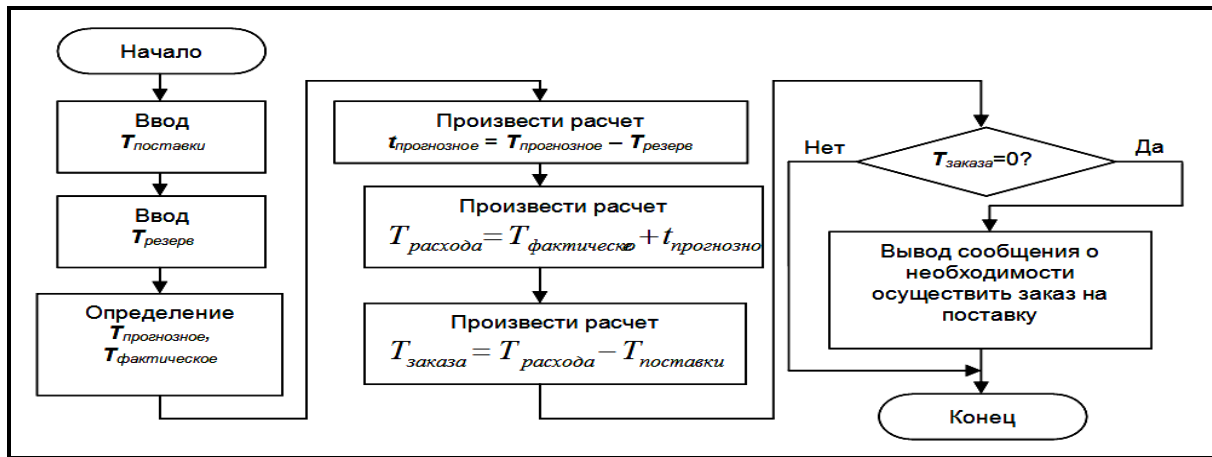 Начало
Ввод
Tпоставки
Ввод
Tрезерв
Определение
Tпрогнозное,
Tфактическое
Произвести расчет
tпрогнозное = Tпрогнозное – Tрезерв
Произвести расчет
Tрасхода = Tфактическе + tпрогнозно
Произвести расчет
Tзаказа = Tрасхода – Tпоставки
Tзаказа=0?
Нет
Да
Вывод сообщения о
необходимости
осуществить заказ на
поставку
Конец